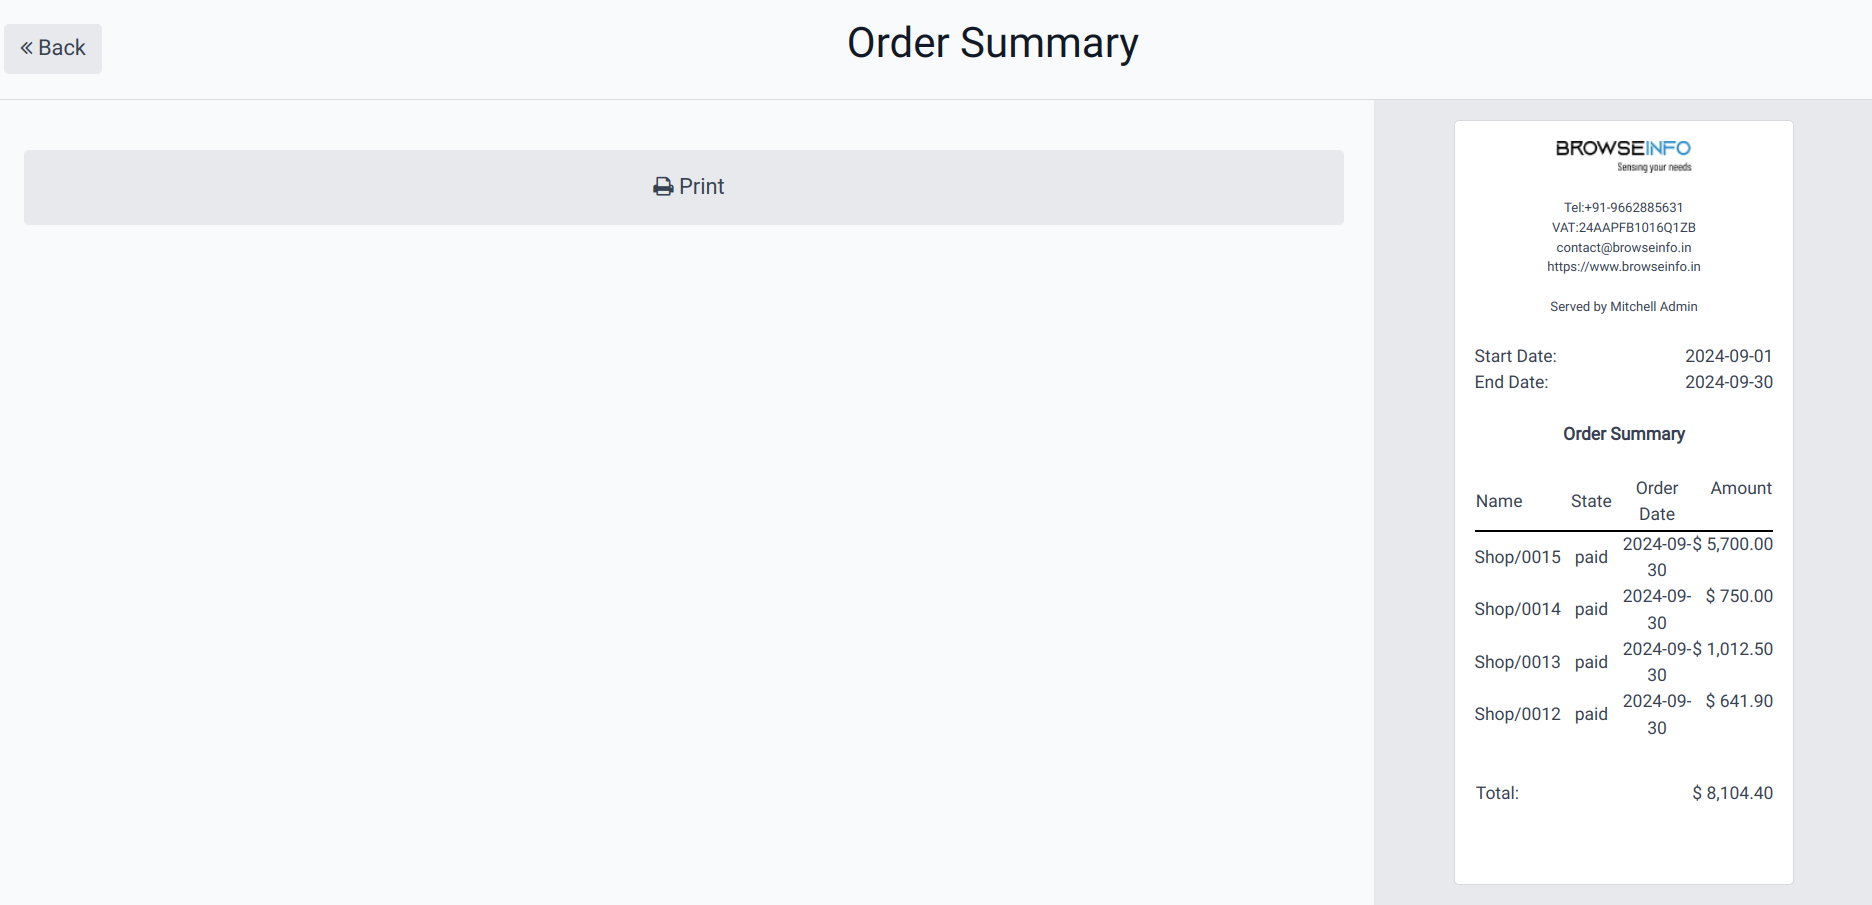 Back
Order Summary
Print
BROWSEINFO
Sensing your needs
Tel:+91-9662885631
VAT:24AAPFB1016Q1ZB
contact@browseinfo.in
https://www.browseinfo.in
Served by Mitchell Admin
Start Date: 2024-09-01
End Date: 2024-09-30
Order Summary
Name State Order Date Amount
Shop/0015 paid 2024-09-30 $ 5,700.00
Shop/0014 paid 2024-09-30 $ 750.00
Shop/0013 paid 2024-09-30 $ 1,012.50
Shop/0012 paid 2024-09-30 $ 641.90
Total: $ 8,104.40